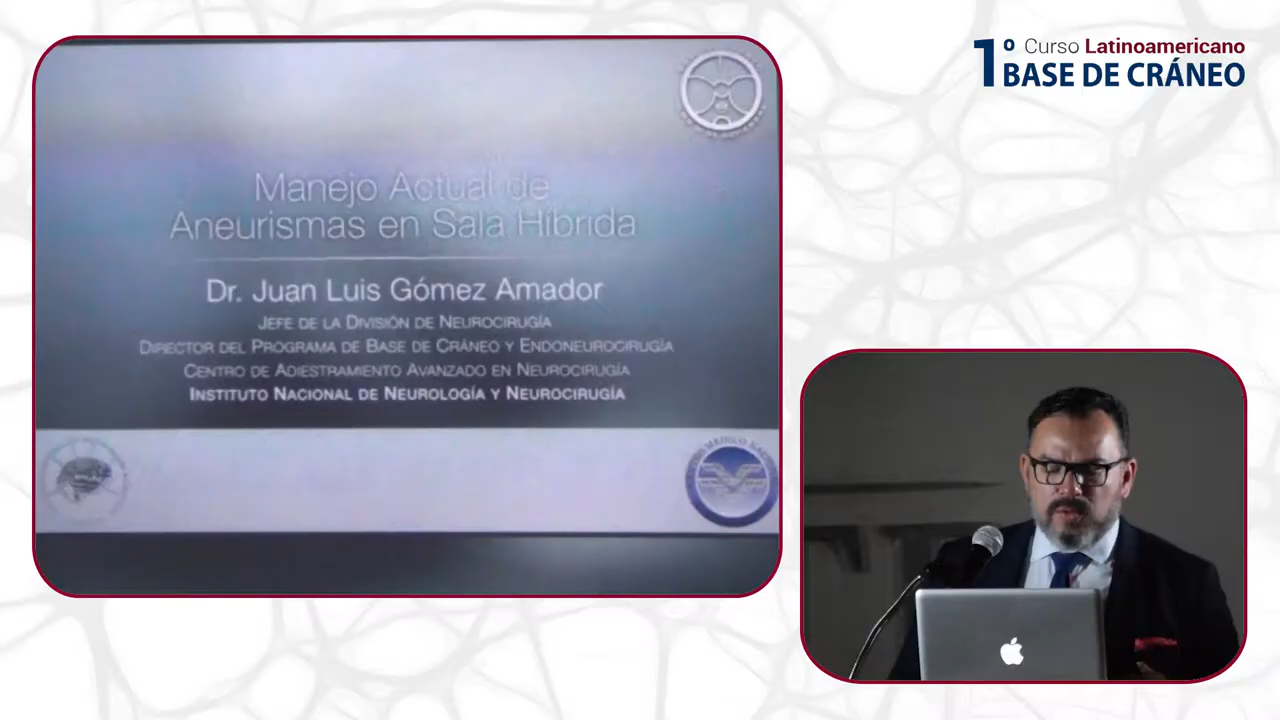 1º Curso Latinoamericano
BASE DE CRÁNEO
Manejo Actual de
Aneurismas en Sala Híbrida
Dr. Juan Luis Gómez Amador
JEFE DE LA DIVISIÓN DE NEUROCIRUGÍA
DIRECTOR DEL PROGRAMA DE BASE DE CRÁNEO Y ENDONEUROCIRUGÍA
CENTRO DE ADIESTRAMIENTO AVANZADO EN NEUROCIRUGÍA
INSTITUTO NACIONAL DE NEUROLOGÍA Y NEUROCIRUGÍA